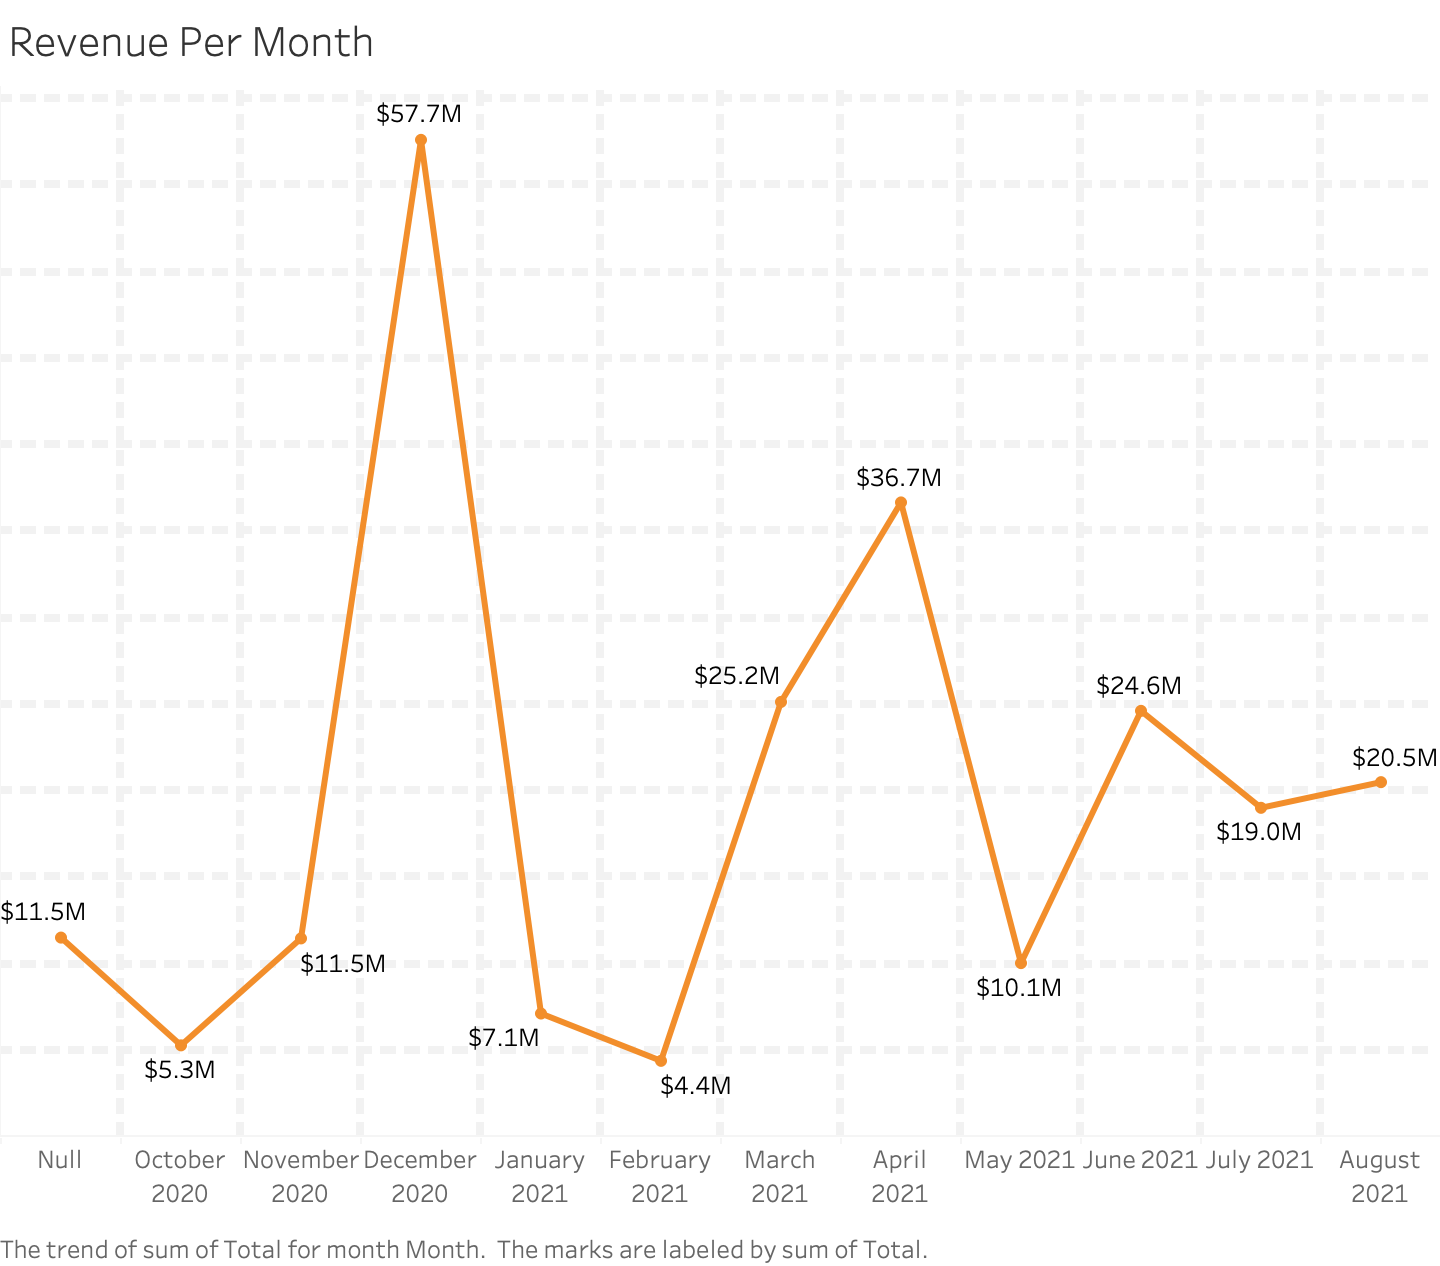 Revenue Per Month
$57.7M
$36.7M
$25.2M
$24.6M
$20.5M
$19.0M
$11.5M
$11.5M
$10.1M
$7.1M
$5.3M
$4.4M
Null
October
2020
November
2020
December
2020
January
2021
February
2021
March
2021
April
2021
May 2021
June 2021
July 2021
August
2021
The trend of sum of Total for month Month.  The marks are labeled by sum of Total.